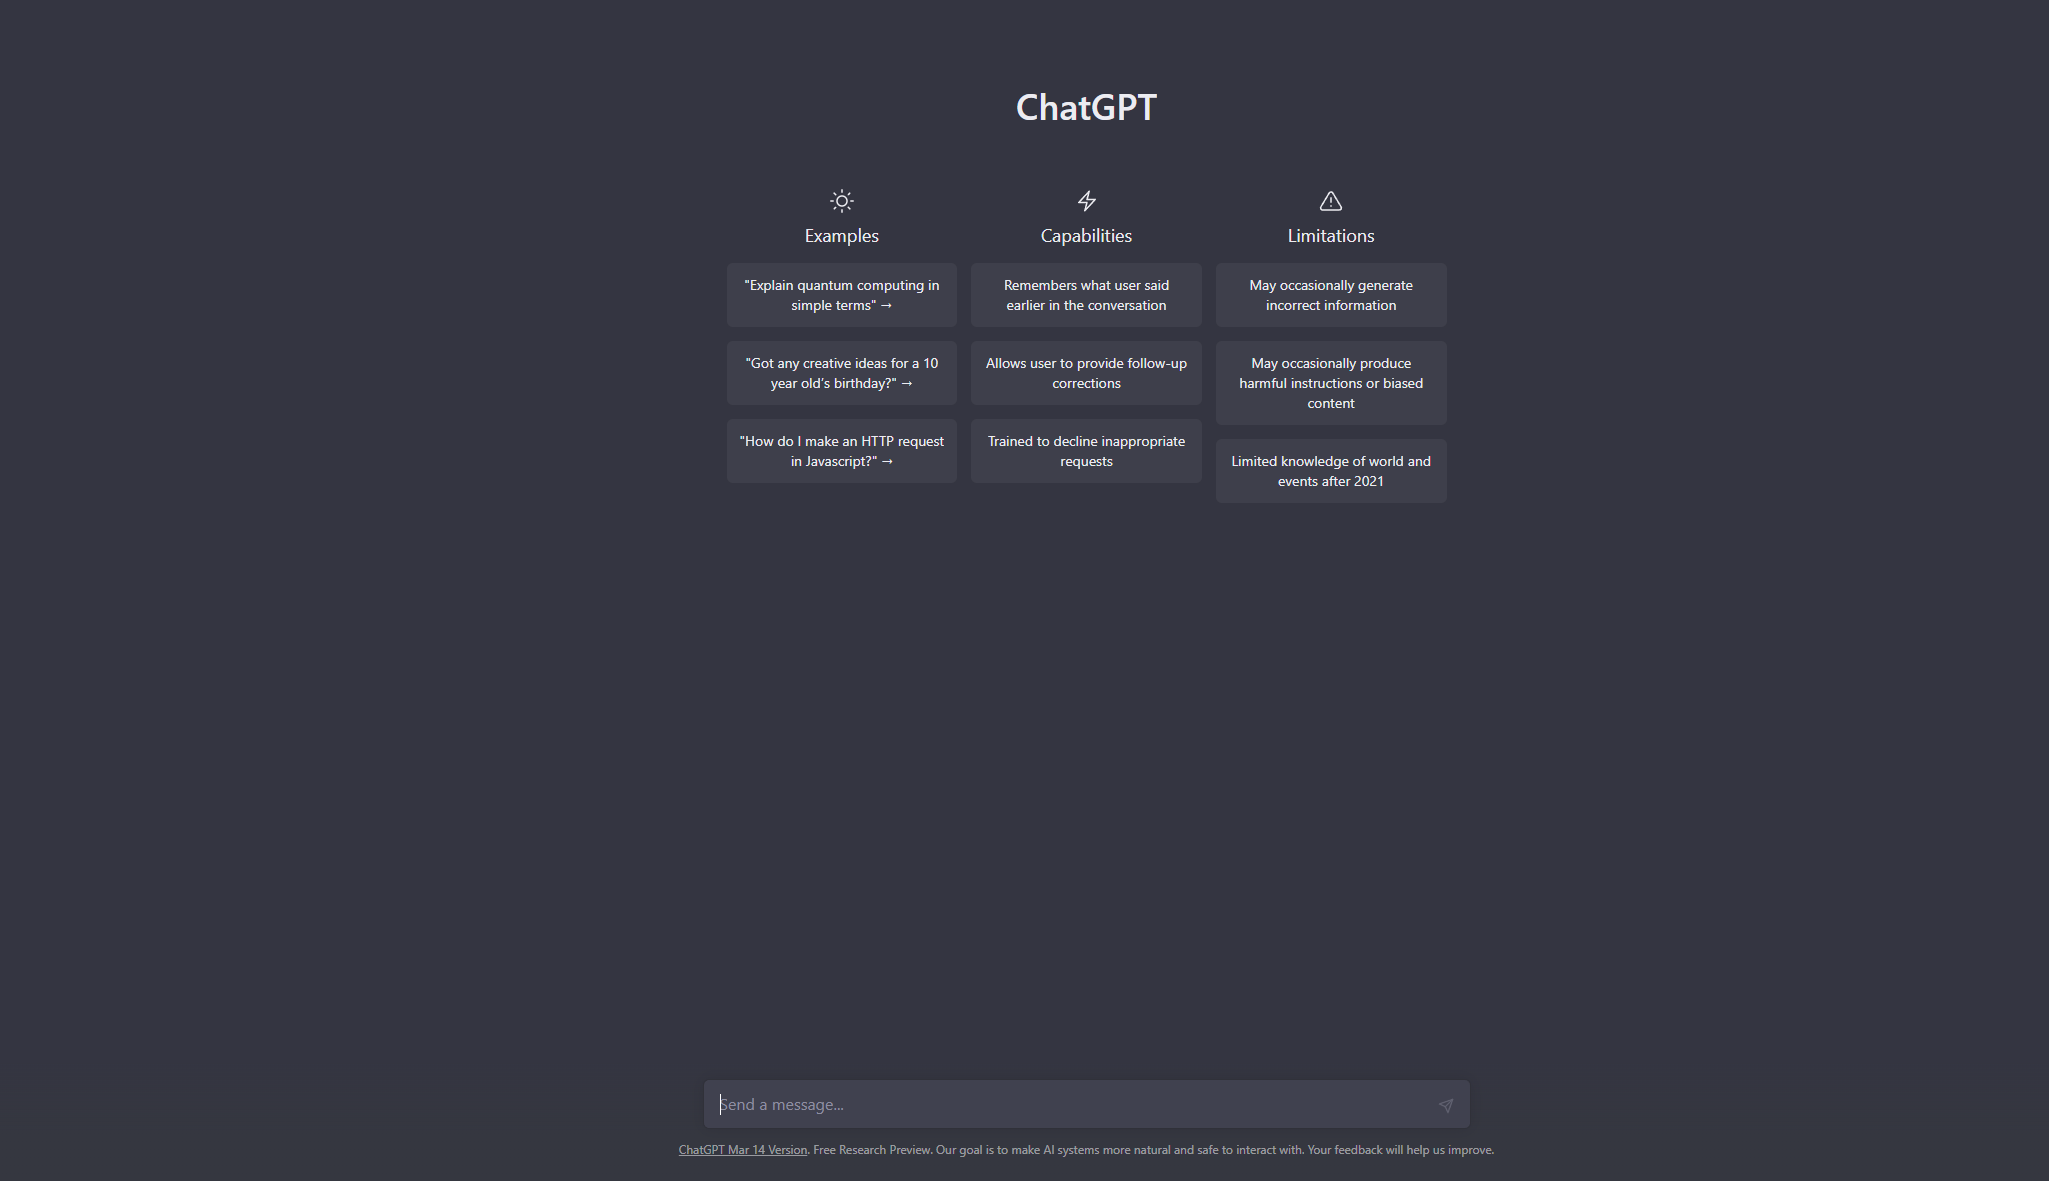 ChatGPT
Examples
"Explain quantum computing in
simple terms" →
"Got any creative ideas for a 10
year old's birthday?" →
"How do I make an HTTP request
in Javascript?" →
Capabilities
Remembers what user said
earlier in the conversation
Allows user to provide follow-up
corrections
Trained to decline inappropriate
requests
Limitations
May occasionally generate
incorrect information
May occasionally produce
harmful instructions or biased
content
Limited knowledge of world and
events after 2021
Send a message...
ChatGPT Mar 14 Version. Free Research Preview. Our goal is to make AI systems more natural and safe to interact with. Your feedback will help us improve.